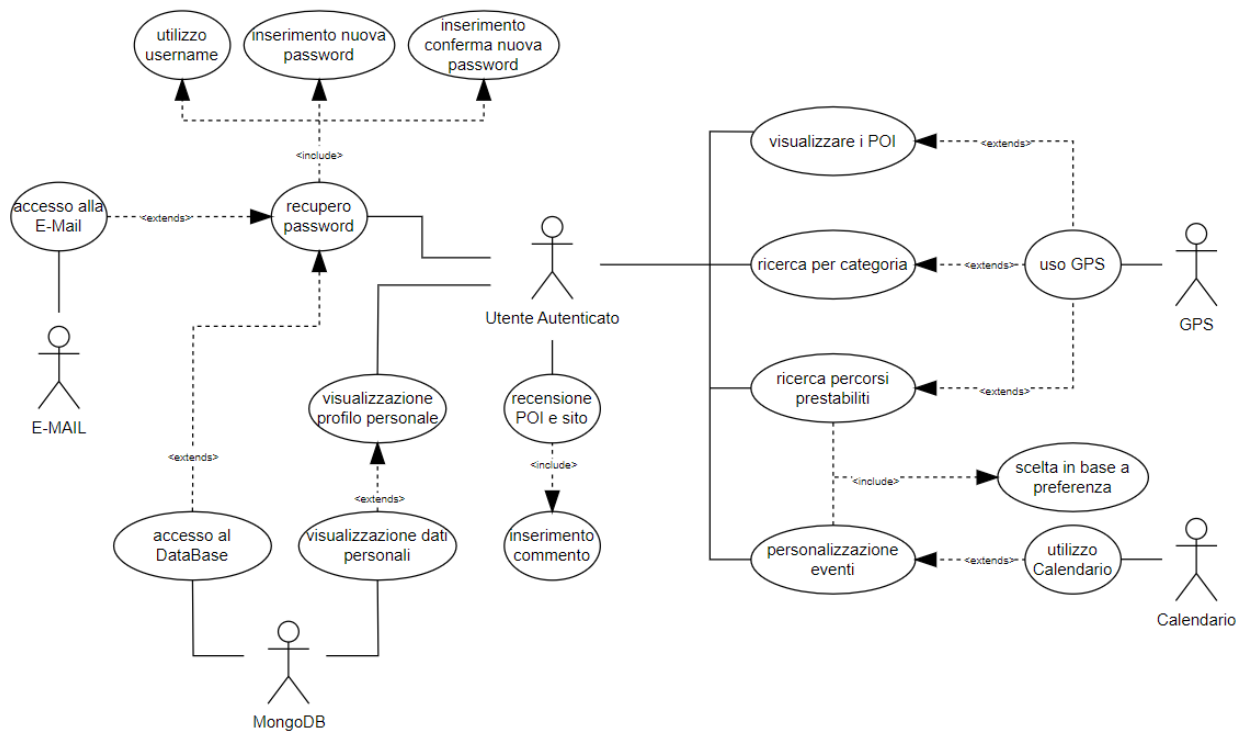 utilizzo
username
inserimento nuova
password
inserimento
conferma nuova
password
<include>
visualizzare i POI
<extends>
accesso alla
E-Mail
<extends>
recupero
password
ricerca per categoria
<extends>
uso GPS
GPS
Utente Autenticato
E-MAIL
visualizzazione
profilo personale
recensione
POI e sito
ricerca percorsi
prestabiliti
<extends>
<extends>
<include>
<include>
scelta in base a
preferenza
<extends>
accesso al
DataBase
visualizzazione dati
personali
inserimento
commento
personalizzazione
eventi
<extends>
utilizzo
Calendario
Calendario
MongoDB